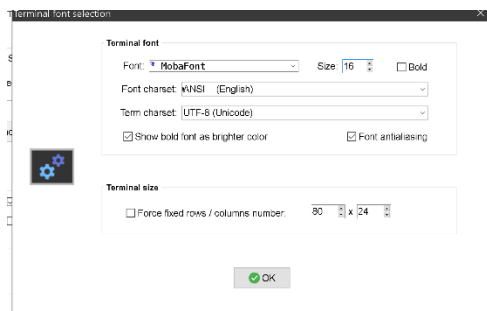 Terminal font selection
Terminal font
Font: MobaFont Size: 16 Bold
Font charset: ANSI (English)
Term charset: UTF-8 (Unicode)
Show bold font as brighter color Font antialiasing
Terminal size
Force fixed rows / columns number: 80 x 24
OK